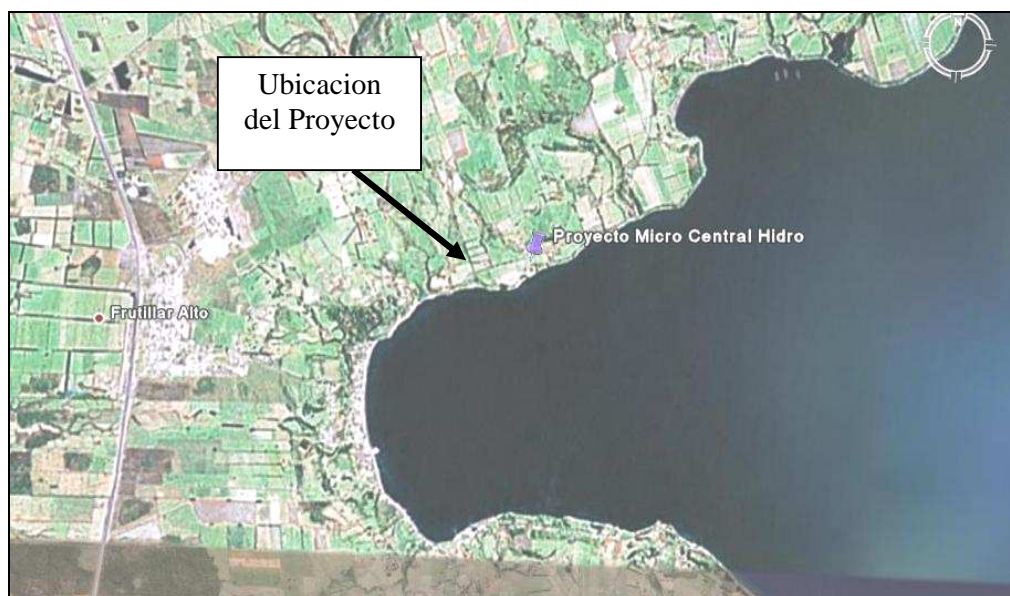 Ubicacion
del Proyecto
N
Proyecto Micro Central Hidro
Frutillar Alto